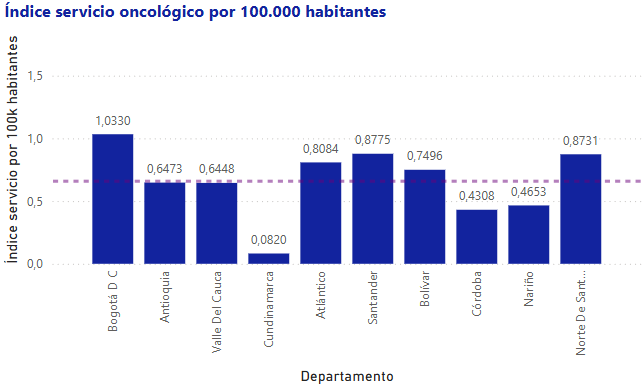 Índice servicio oncológico por 100.000 habitantes
Índice servicio por 100k habitantes
1,5
1,0
0,5
0,0
1,0330
0,6473
0,6448
0,0820
0,8084
0,8775
0,7496
0,4308
0,4653
0,8731
Bogotá D C
Antioquia
Valle Del Cauca
Cundinamarca
Atlántico
Santander
Bolívar
Córdoba
Nariño
Norte De Sant...
Departamento